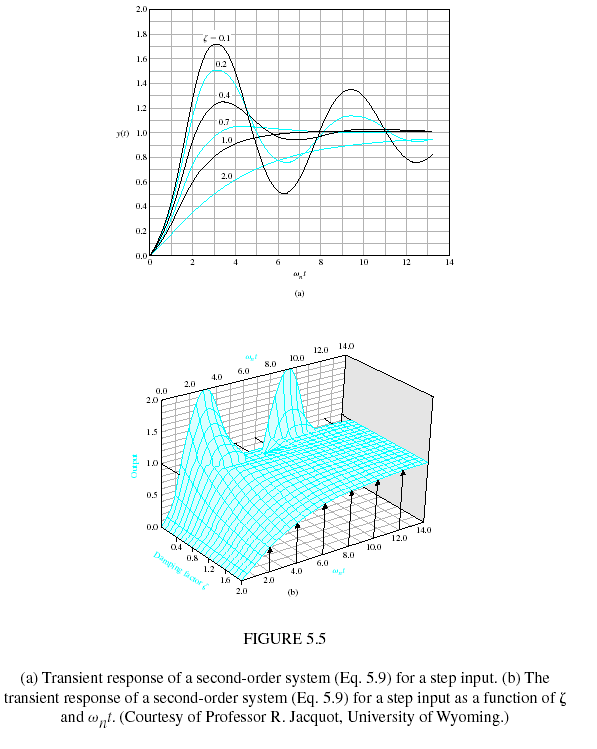 2.0
1.8
1.6
1.4
1.2
1.0
0.8
0.6
0.4
0.2
0.0
y(t)
ζ = 0.1
0.2
0.4
0.7
1.0
2.0
0 2 4 6 8 10 12 14
ωnt
(a)
ωnt
0.0 2.0 4.0 6.0 8.0 10.0 12.0 14.0
2.0
1.5
1.0
0.5
0.0
Output
0.4 0.8 1.2 1.6 2.0
Damping factor ζ
2.0 4.0 6.0 8.0 10.0 12.0 14.0
ωnt
(b)
FIGURE 5.5
(a) Transient response of a second-order system (Eq. 5.9) for a step input. (b) The
transient response of a second-order system (Eq. 5.9) for a step input as a function of ζ
and ωnt. (Courtesy of Professor R. Jacquot, University of Wyoming.)